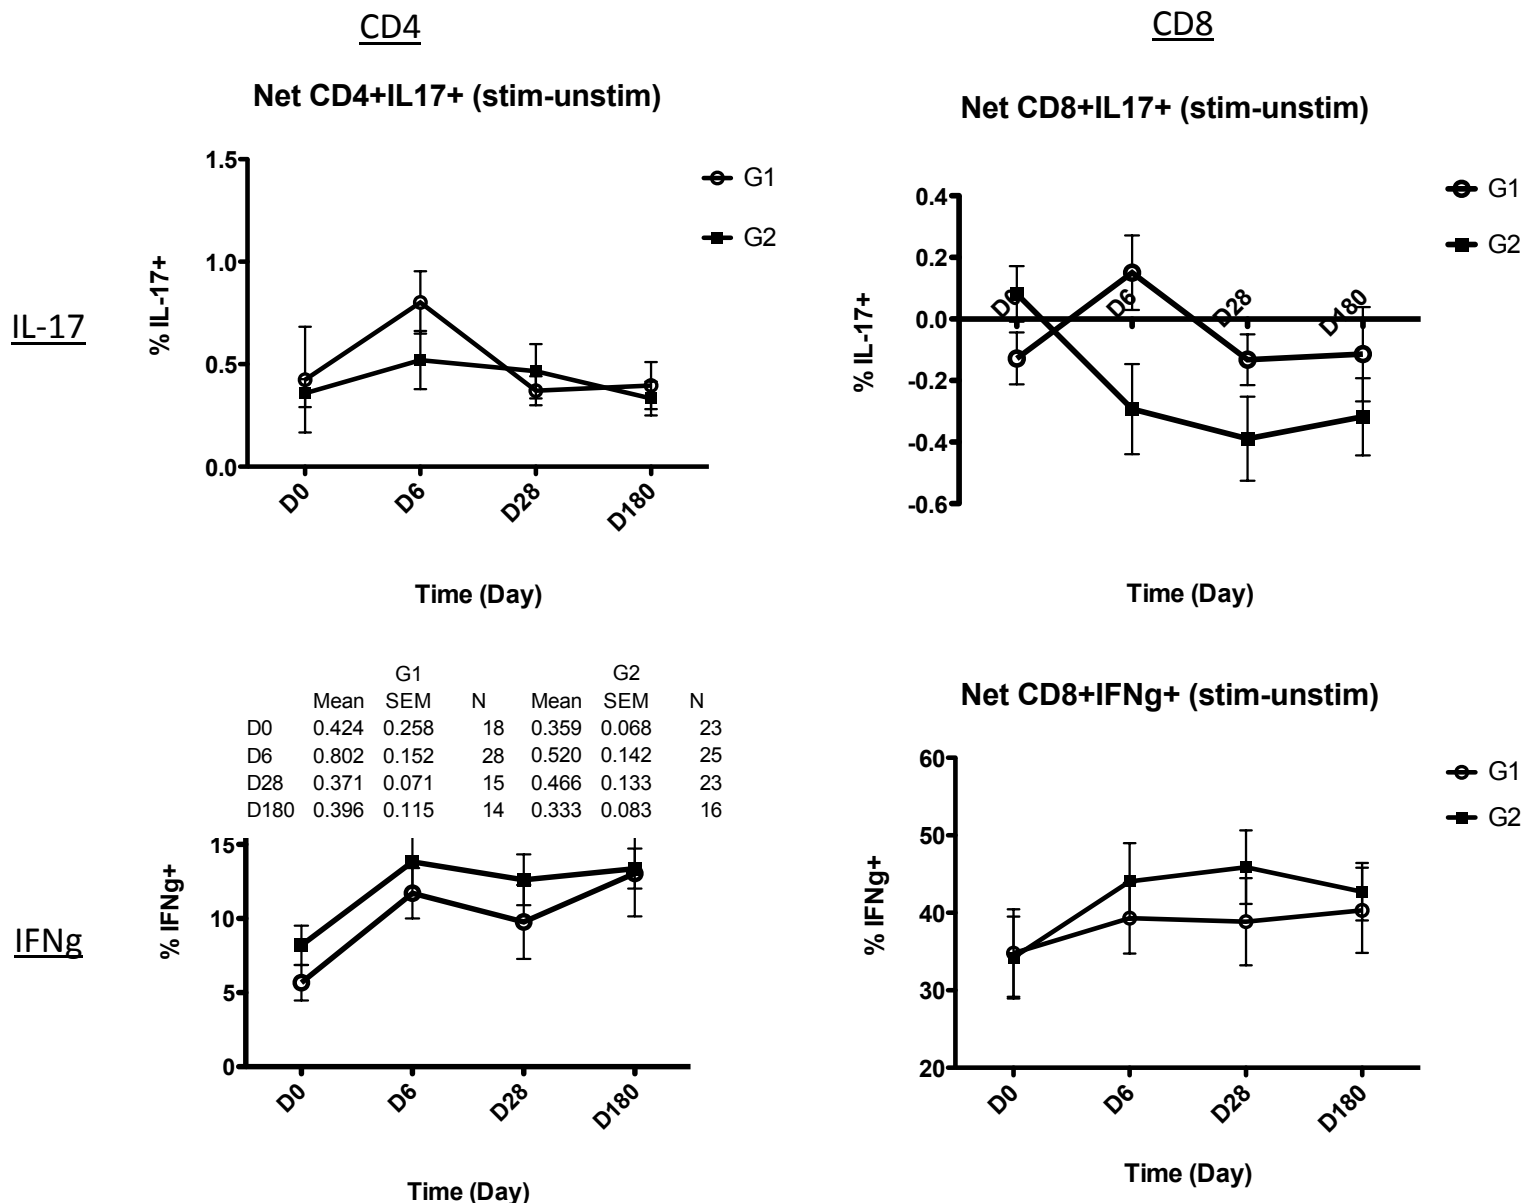 CD4
CD8
Net CD4+IL17+ (stim-unstim)
Net CD8+IL17+ (stim-unstim)
IL-17
% IL-17+
1.5
1.0
0.5
0.0
D0
D6
D28
D180
Time (Day)
G1
G2
% IL-17+
0.4
0.2
0.0
-0.2
-0.4
-0.6
D0
D6
D28
D180
Time (Day)
G1
G2
G1 G2
Mean SEM N Mean SEM N
D0 0.424 0.258 18 0.359 0.068 23
D6 0.802 0.152 28 0.520 0.142 25
D28 0.371 0.071 15 0.466 0.133 23
D180 0.396 0.115 14 0.333 0.083 16
IFNg
% IFNg+
15
10
5
0
D0
D6
D28
D180
Time (Day)
Net CD8+IFNg+ (stim-unstim)
% IFNg+
60
50
40
30
20
D0
D6
D28
D180
Time (Day)
G1
G2